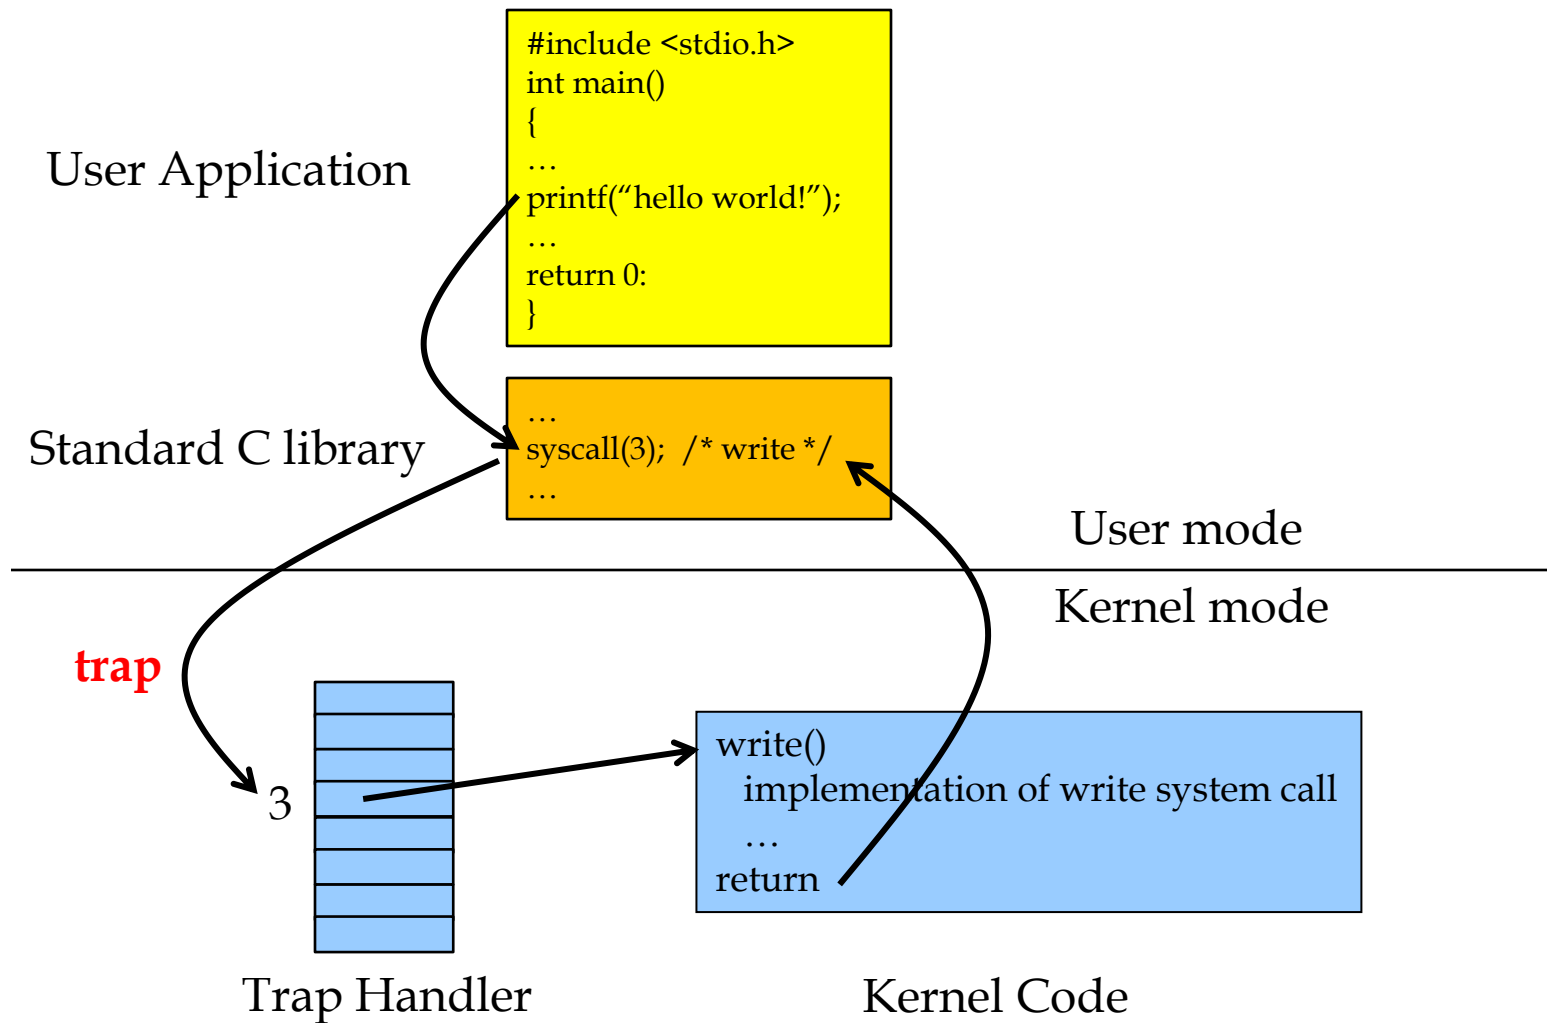 #include <stdio.h>
int main()
{
…
User Application
printf(“hello world!”);
…
return 0:
}
…
Standard C library
syscall(3);  /* write */
…
User mode
Kernel mode
trap
3
write()
implementation of write system call
…
return
Trap Handler
Kernel Code